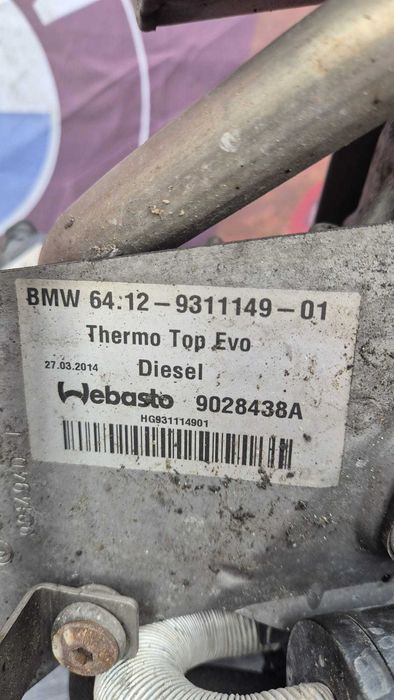 BMW 64.12-9311149-01
Thermo Top Evo
27.03.2014 Diesel
Webasto 9028438A
HG931114901